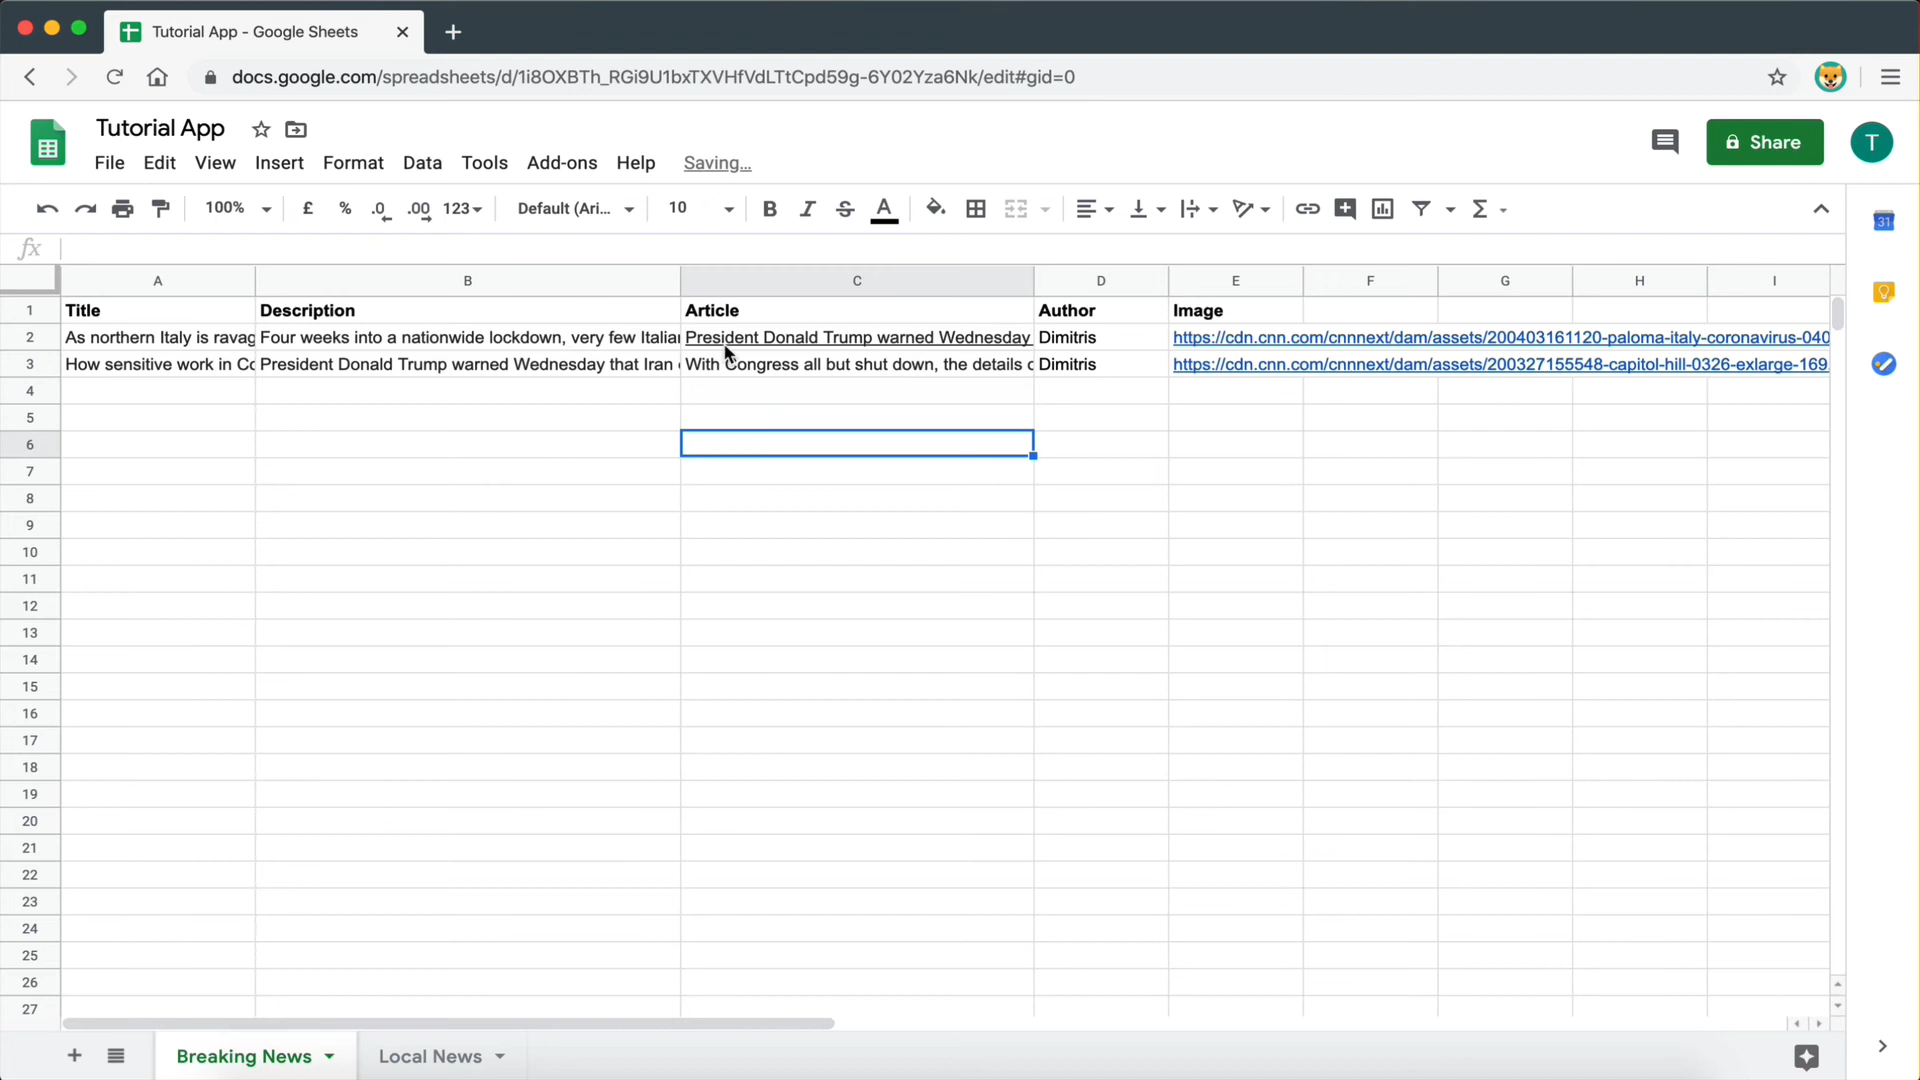 Tutorial App - Google Sheets
docs.google.com/spreadsheets/d/1i8OXBTh_RGi9U1bxTXVHfVdLTtCpd59g-6Y02Yza6Nk/edit#gid=0
Tutorial App
File Edit View Insert Format Data Tools Add-ons Help Saving...
Share
T
100% £ % .0 .00 123 Default (Ari... 10 B I S A Σ
31
fx
A B C D E F G H I
1 Title Description Article Author Image
2 As northern Italy is ravag Four weeks into a nationwide lockdown, very few Italian President Donald Trump warned Wednesday Dimitris https://cdn.cnn.com/cnnnext/dam/assets/200403161120-paloma-italy-coronavirus-040
3 How sensitive work in Co President Donald Trump warned Wednesday that Iran With Congress all but shut down, the details Dimitris https://cdn.cnn.com/cnnnext/dam/assets/200327155548-capitol-hill-0326-exlarge-169.
4
5
6
7
8
9
10
11
12
13
14
15
16
17
18
19
20
21
22
23
24
25
26
27
Breaking News Local News